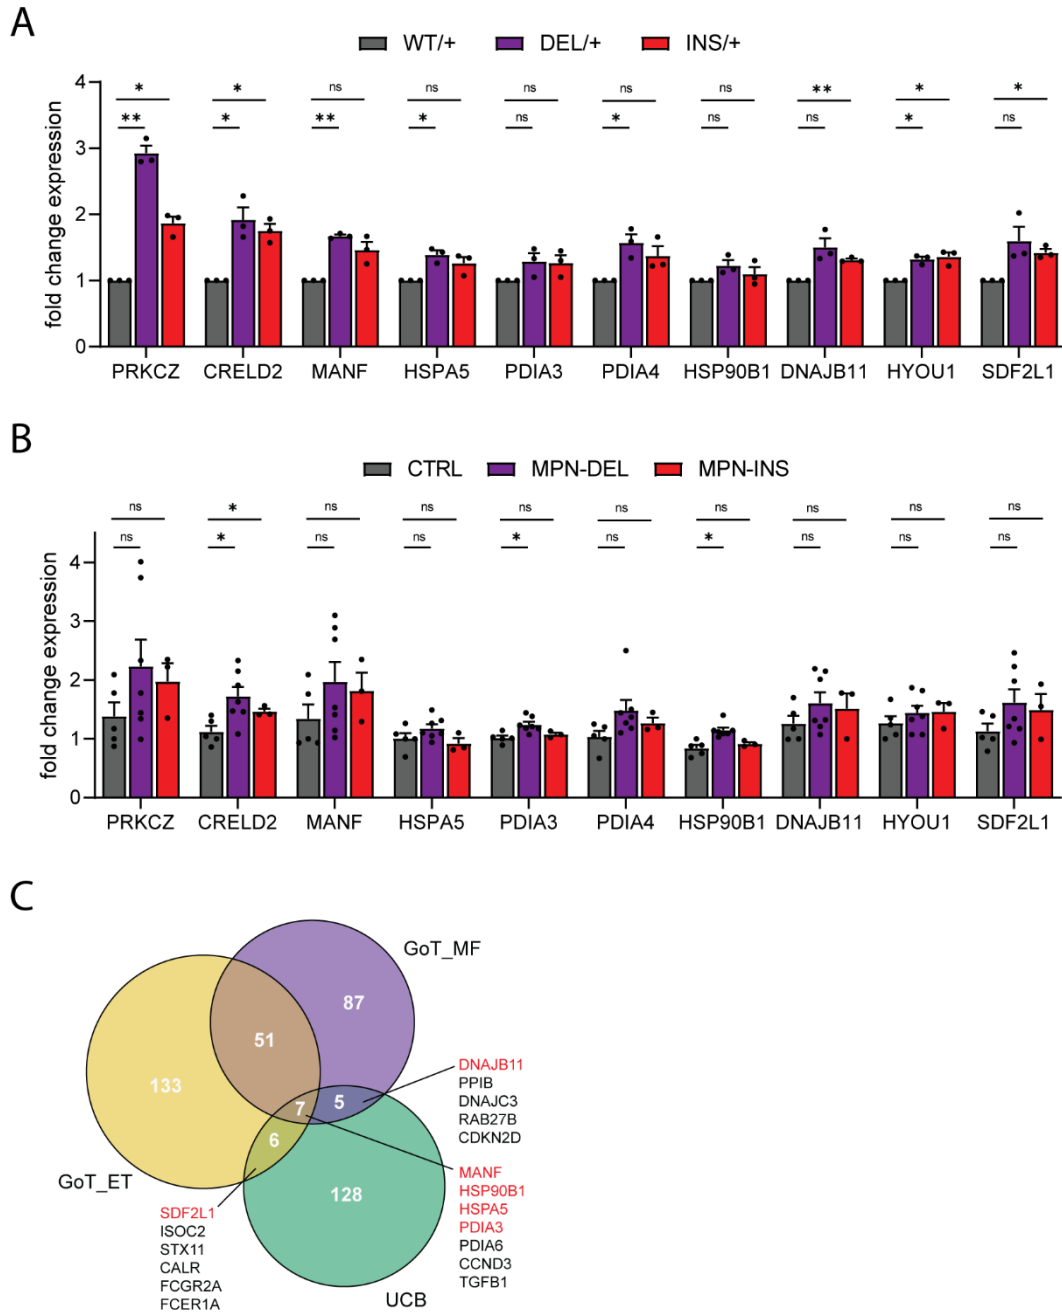 A
WT/+ DEL/+ INS/+
* * ns ns ns ns ns ** * *
** * ** * ns * ns ns * ns
fold change expression
4
3
2
1
0
PRKCZ CRELD2 MANF HSPA5 PDIA3 PDIA4 HSP90B1 DNAJB11 HYOU1 SDF2L1
B
CTRL MPN-DEL MPN-INS
ns * ns ns ns ns ns ns ns ns
ns * ns ns * ns * ns ns ns
fold change expression
4
3
2
1
0
PRKCZ CRELD2 MANF HSPA5 PDIA3 PDIA4 HSP90B1 DNAJB11 HYOU1 SDF2L1
C
GoT_MF
87
51
133
7
5
6
128
GoT_ET
UCB
DNAJB11
PPIB
DNAJC3
RAB27B
CDKN2D
MANF
HSP90B1
HSPA5
PDIA3
PDIA6
CCND3
TGFB1
SDF2L1
ISOC2
STX11
CALR
FCGR2A
FCER1A